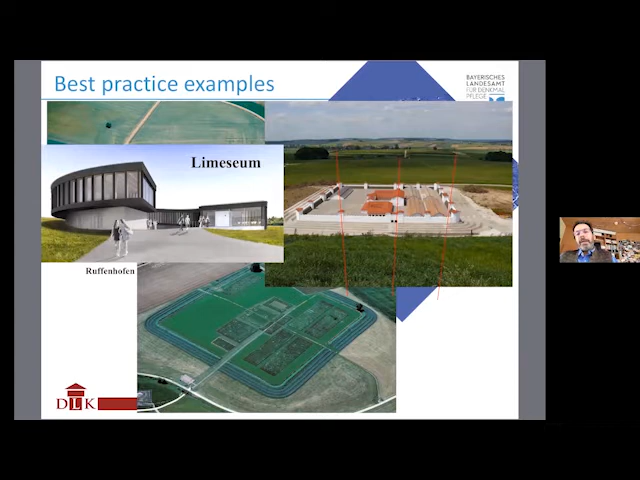 Best practice examples
BAYERISCHES
LANDESAMT
FÜR DENKMAL
PFLEGE
Limeseum
Ruffenhofen
DLK